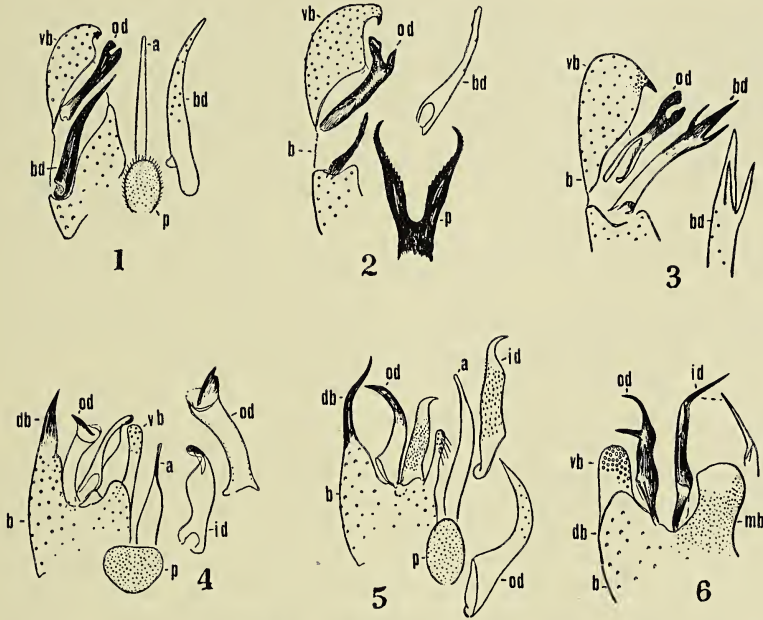 vb od a bd bd p
1
vb od bd b p
2
vb od bd b bd
3
db od vb od a b id p
4
db od a id b p od
5
od id vb db mb b
6